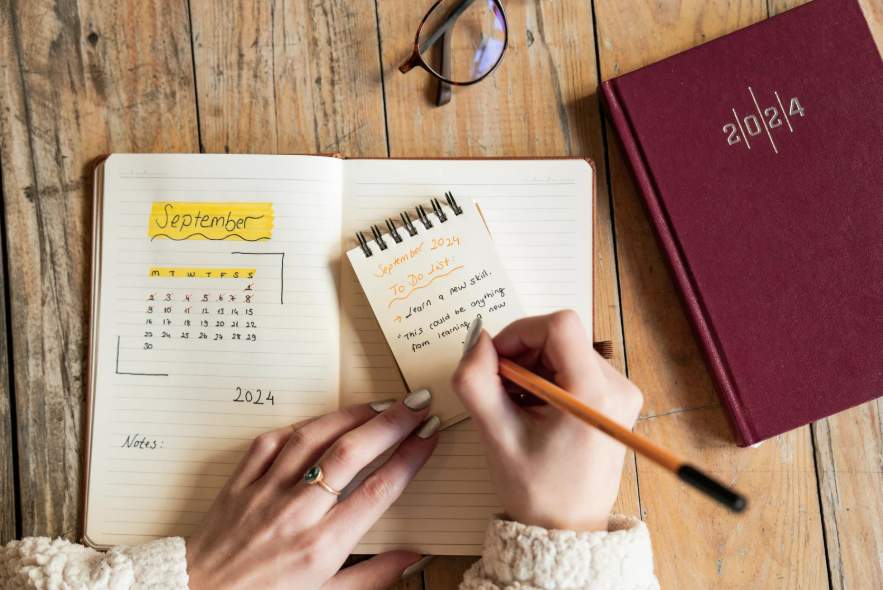 September
M T W T F S S
1
2 3 4 5 6 7 8
9 10 11 12 13 14 15
16 17 18 19 20 21 22
23 24 25 26 27 28 29
30
2024
Notes:
September 2024
To Do list:
→ Learn a new skill.
"This could be anything
from learning a new
2024